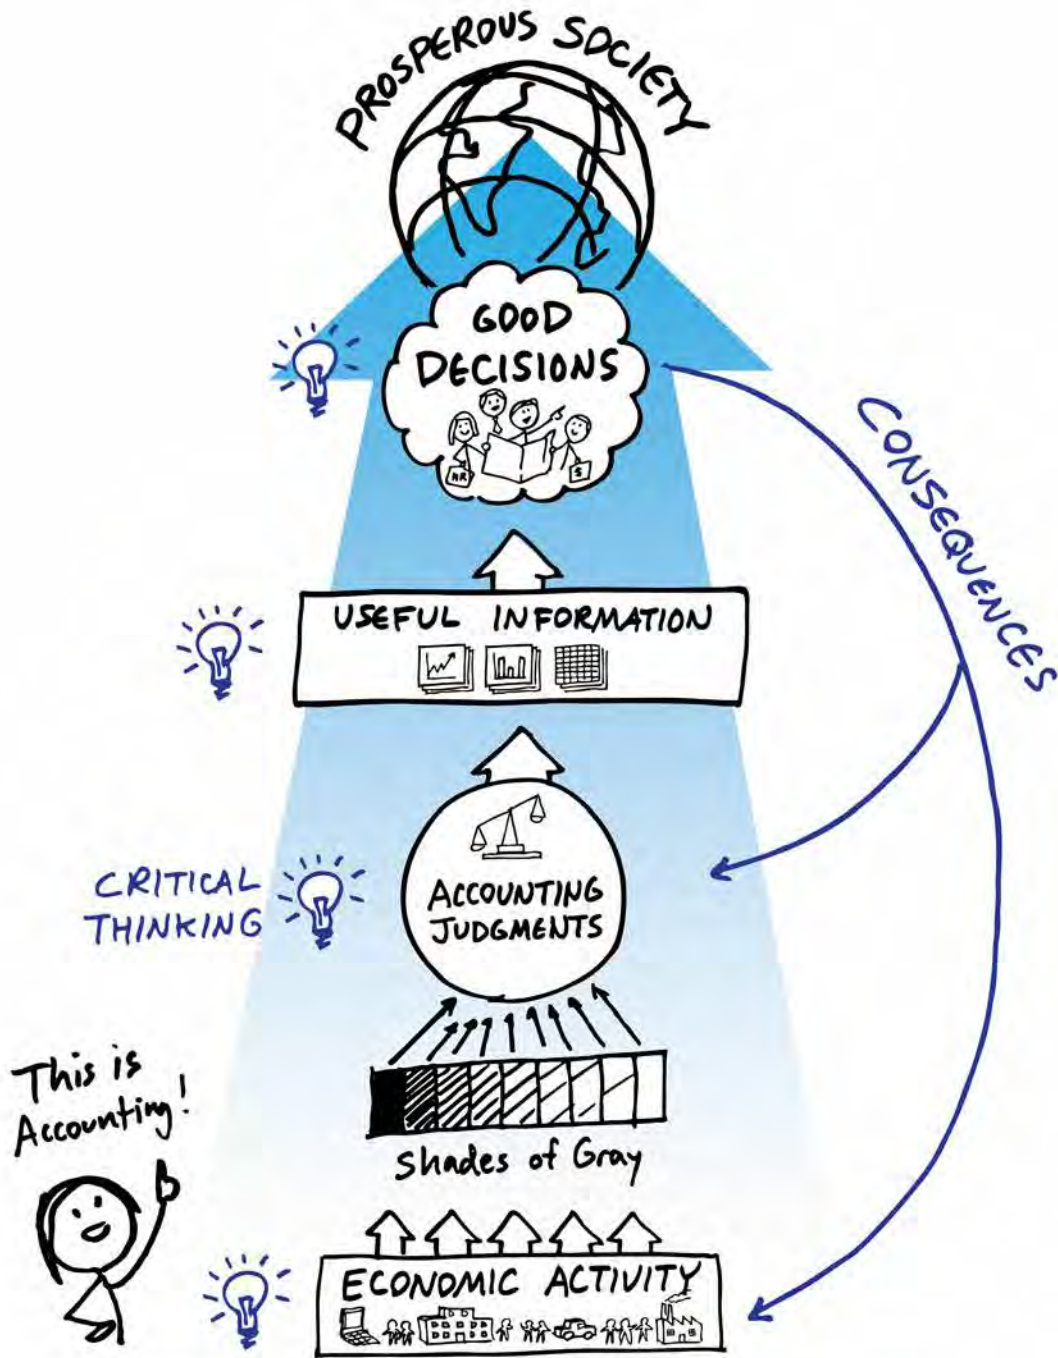 PROSPEROUS SOCIETY
GOOD
DECISIONS
HR
$
CONSEQUENCES
USEFUL INFORMATION
CRITICAL
THINKING
ACCOUNTING
JUDGMENTS
This is
Accounting!
Shades of Gray
ECONOMIC ACTIVITY